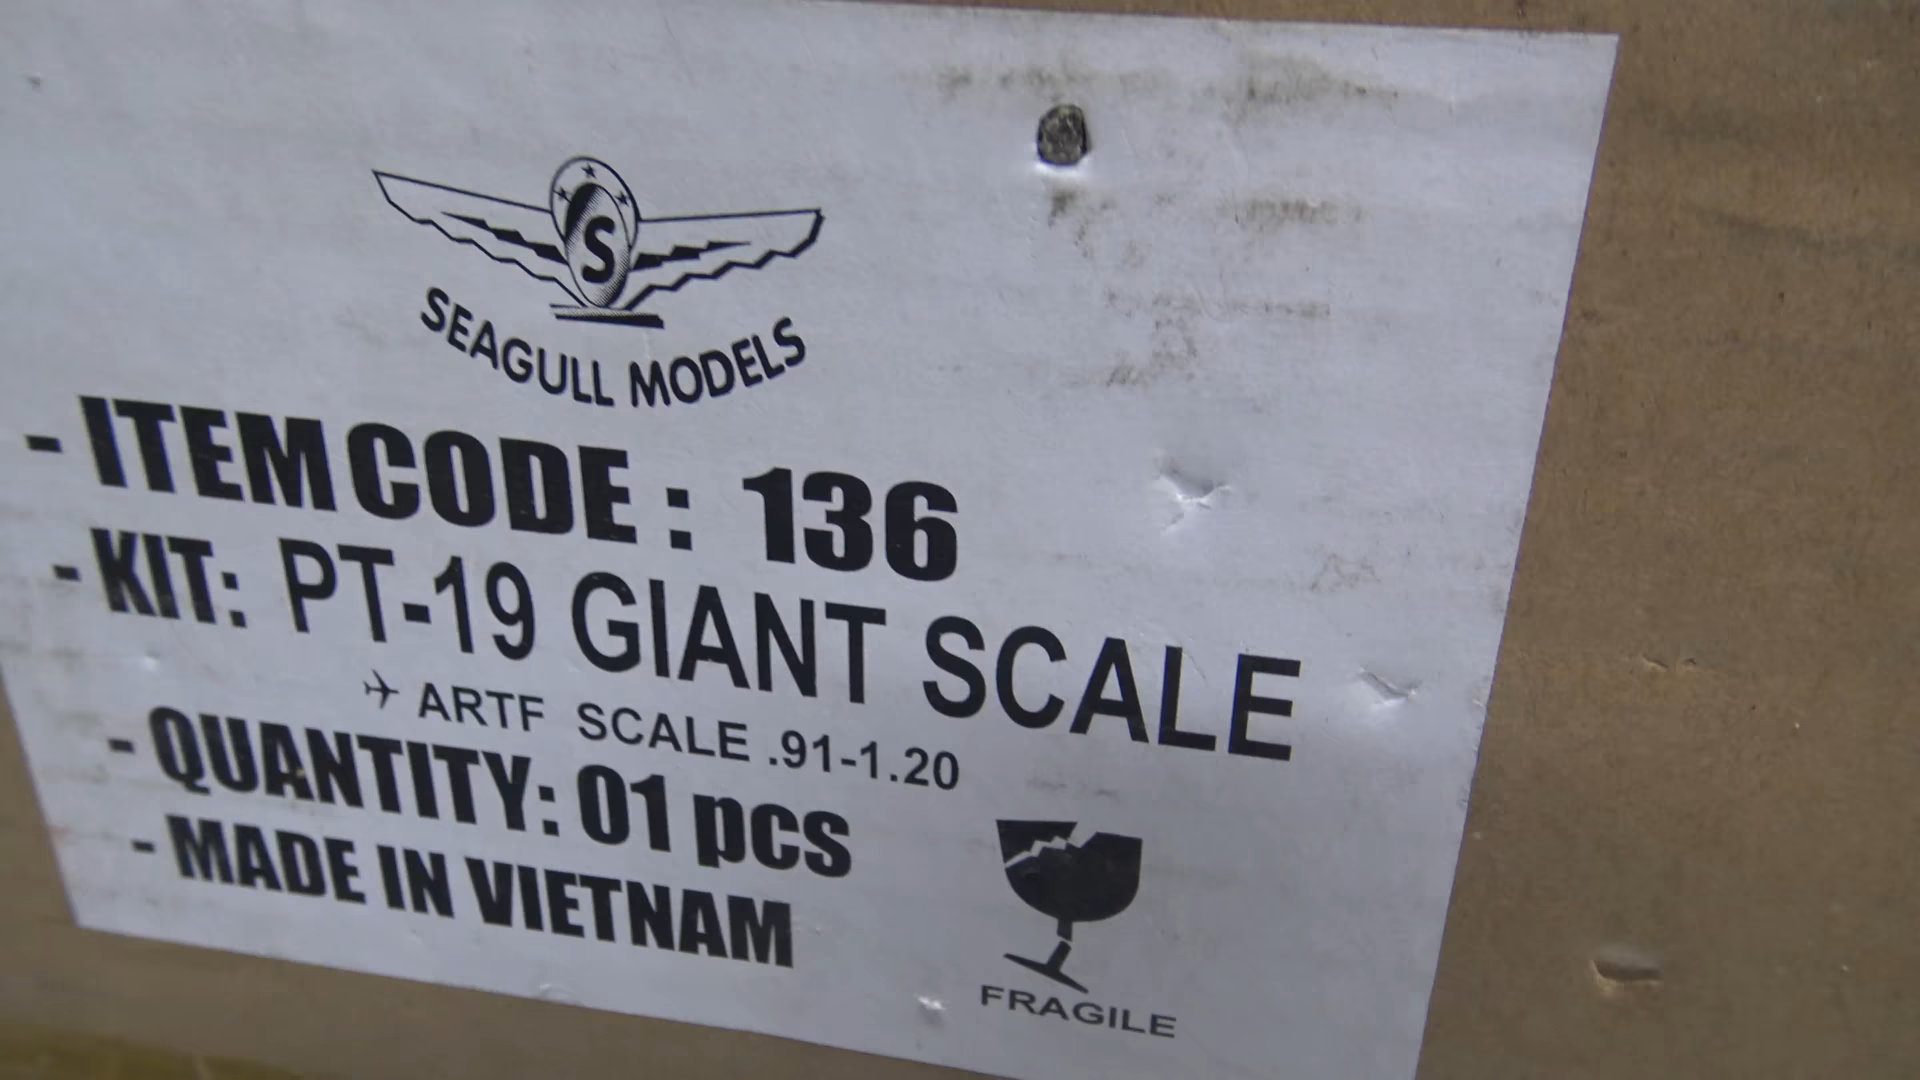 S
SEAGULL MODELS
- ITEM CODE : 136
- KIT: PT-19 GIANT SCALE
ARTF SCALE .91-1.20
- QUANTITY: 01 pcs
- MADE IN VIETNAM
FRAGILE